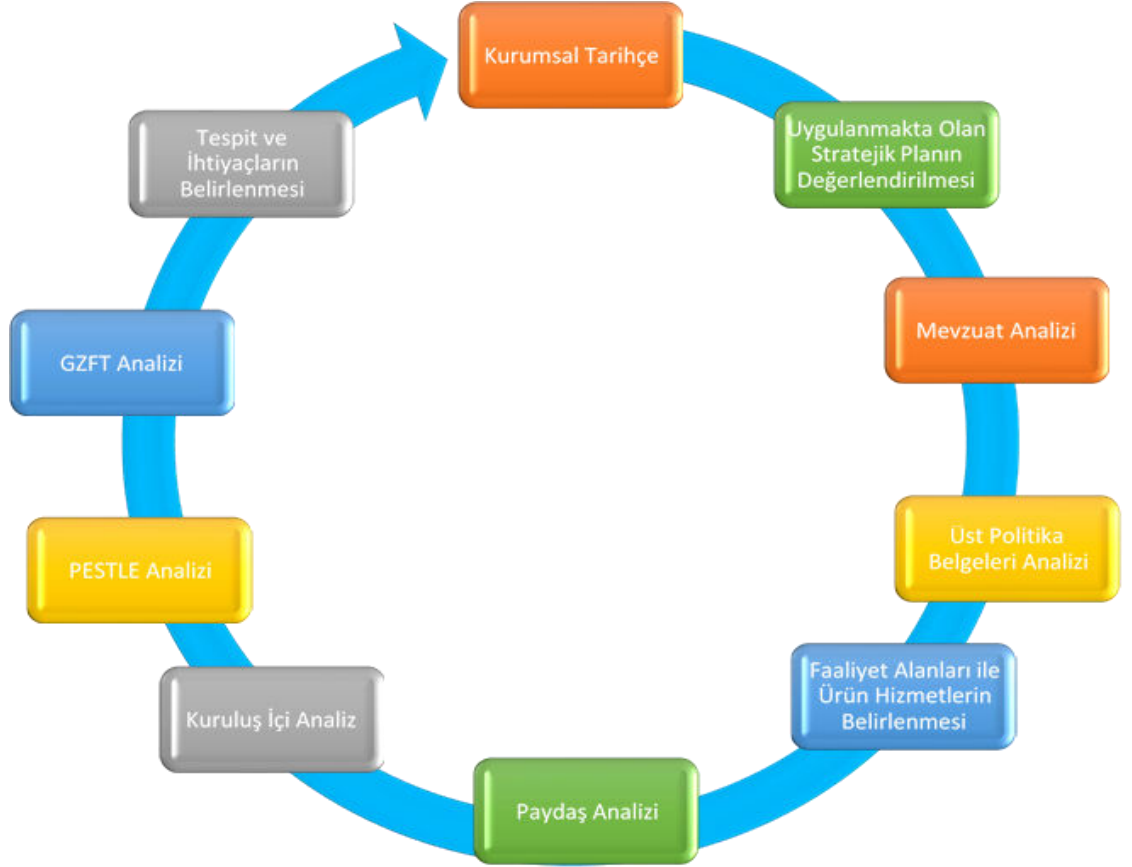 Kurumsal Tarihçe
Uygulanmakta Olan
Stratejik Planın
Değerlendirilmesi
Mevzuat Analizi
Üst Politika
Belgeleri Analizi
Faaliyet Alanları ile
Ürün Hizmetlerin
Belirlenmesi
Paydaş Analizi
Kuruluş İçi Analiz
PESTLE Analizi
GZFT Analizi
Tespit ve
İhtiyaçların
Belirlenmesi